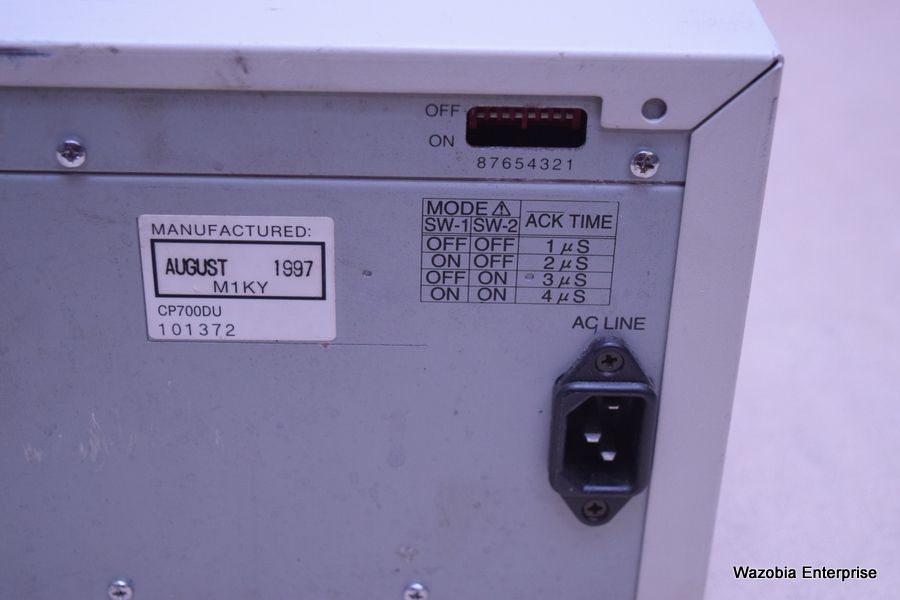 OFF
ON
87654321
MANUFACTURED:
AUGUST 1997
M1KY
CP700DU
101372
MODE ⚠ ACK TIME
SW-1 SW-2
OFF OFF 1 μS
ON OFF 2 μS
OFF ON 3 μS
ON ON 4 μS
AC LINE
Wazobia Enterprise